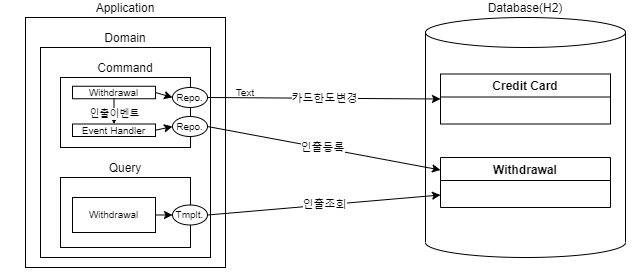 Application
Database(H2)
Domain
Command
Withdrawal
Repo.
Text
카드한도변경
Credit Card
인출이벤트
Event Handler
Repo.
인출등록
Query
Withdrawal
Withdrawal
Tmplt.
인출조회